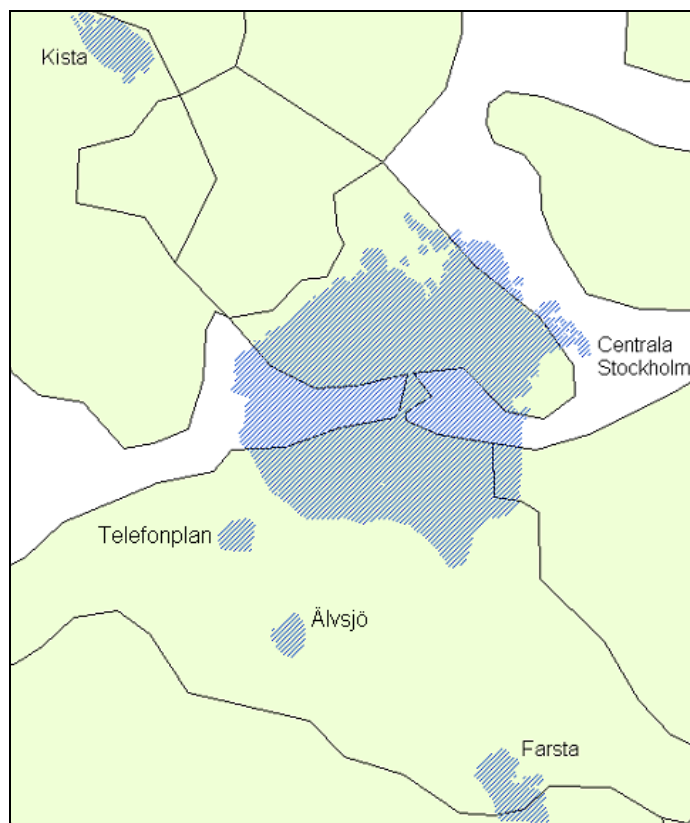 Kista
Centrala
Stockholm
Telefonplan
Älvsjö
Farsta